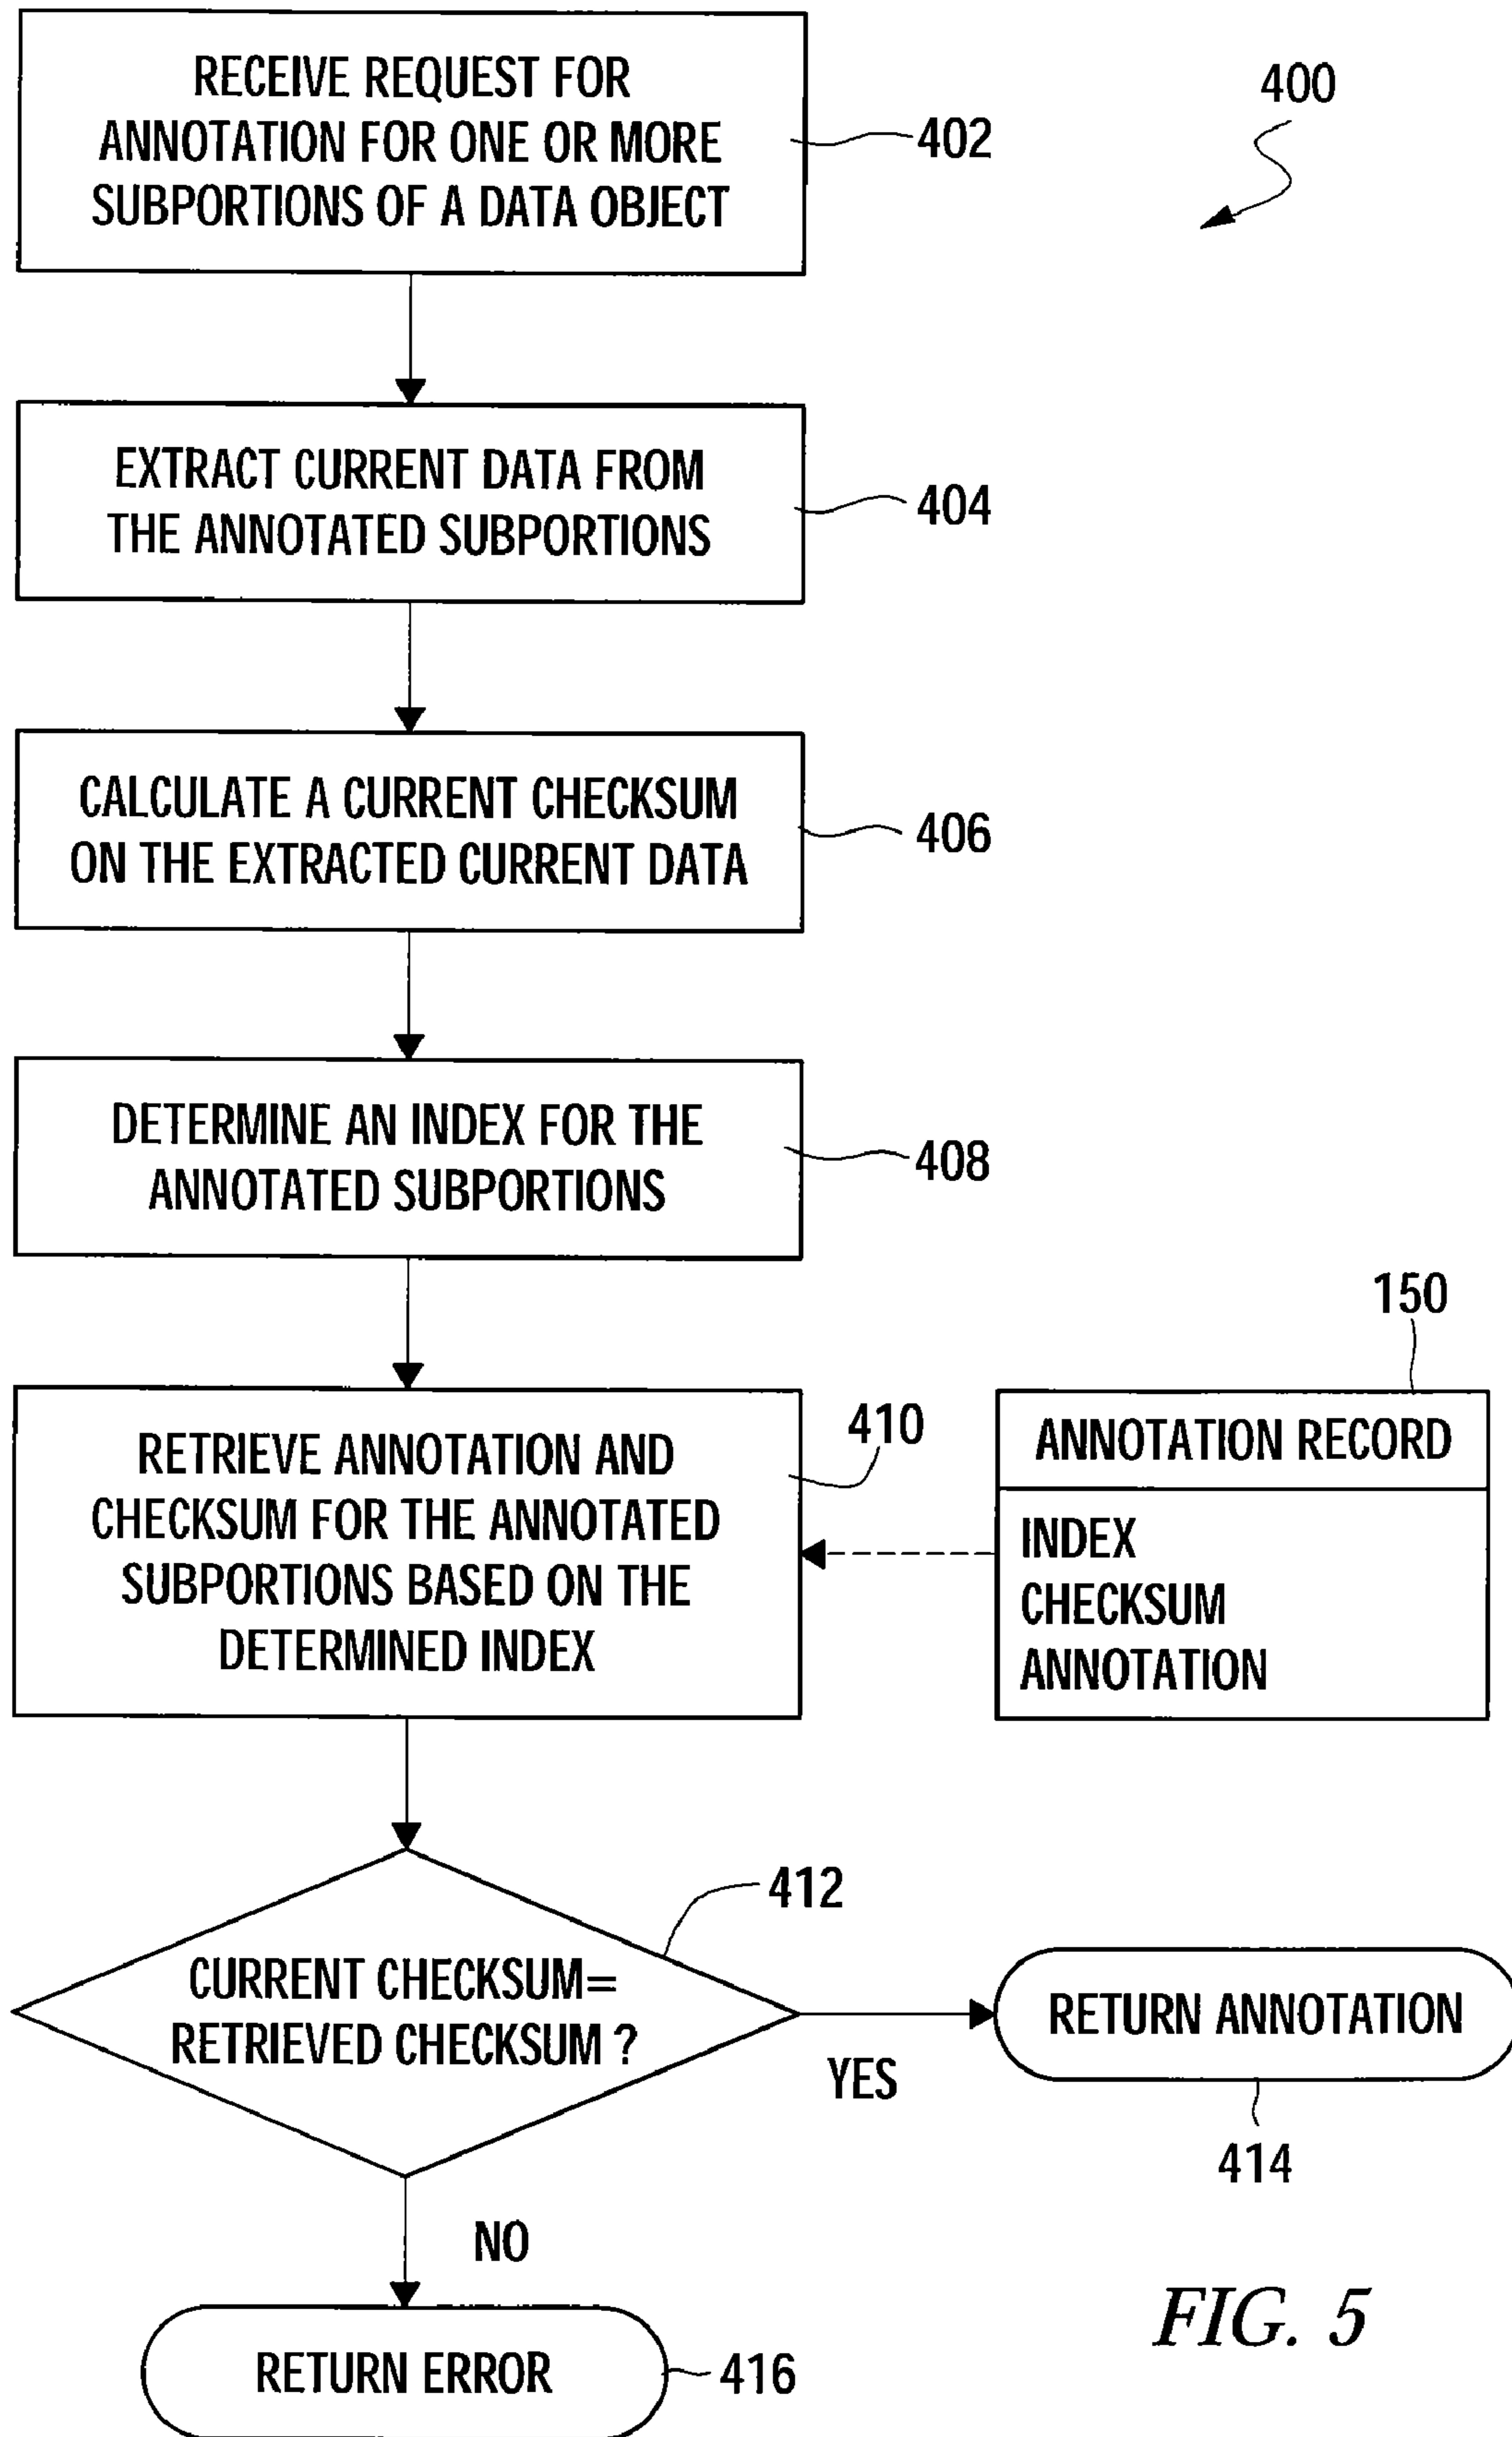 RECEIVE REQUEST FOR
ANNOTATION FOR ONE OR MORE
SUBPORTIONS OF A DATA OBJECT
402
400
EXTRACT CURRENT DATA FROM
THE ANNOTATED SUBPORTIONS
404
CALCULATE A CURRENT CHECKSUM
ON THE EXTRACTED CURRENT DATA
406
DETERMINE AN INDEX FOR THE
ANNOTATED SUBPORTIONS
408
RETRIEVE ANNOTATION AND
CHECKSUM FOR THE ANNOTATED
SUBPORTIONS BASED ON THE
DETERMINED INDEX
410
150
ANNOTATION RECORD
INDEX
CHECKSUM
ANNOTATION
CURRENT CHECKSUM=
RETRIEVED CHECKSUM ?
412
YES
RETURN ANNOTATION
414
NO
RETURN ERROR
416
FIG. 5